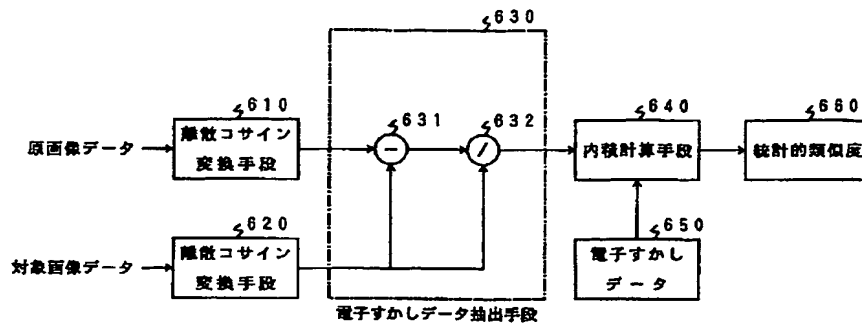 630
610
離散コサイン
変換手段
原画像データ
631
632
−
/
640
内積計算手段
660
統計的類似度
620
離散コサイン
変換手段
対象画像データ
650
電子すかし
データ
電子すかしデータ抽出手段